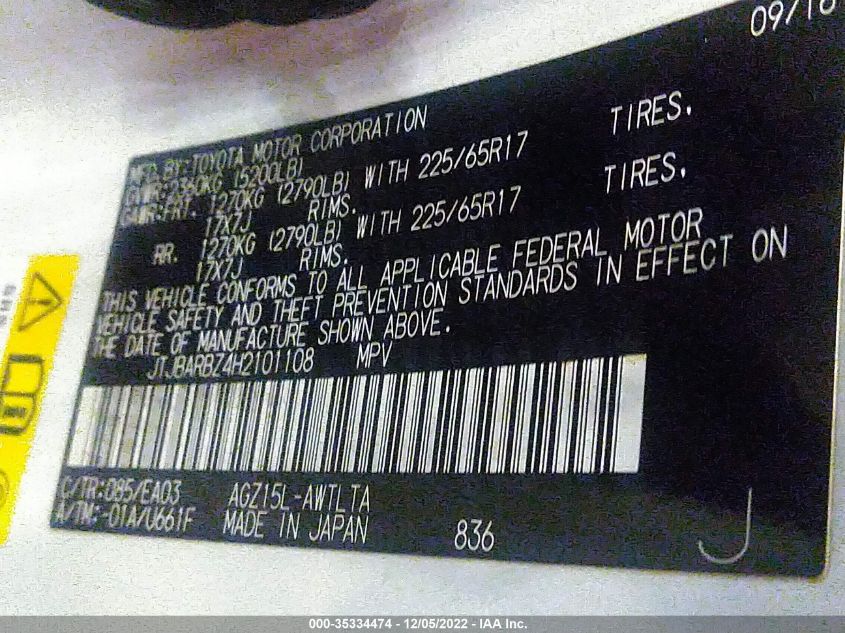 09/16
MFD.BY:TOYOTA MOTOR CORPORATION
GVWR:2360KG (5200LB)
GAWR:FRT. 1270KG (2790LB) WITH 225/65R17 TIRES.
17X7J RIMS.
RR. 1270KG (2790LB) WITH 225/65R17 TIRES.
17X7J RIMS.
THIS VEHICLE CONFORMS TO ALL APPLICABLE FEDERAL MOTOR
VEHICLE SAFETY AND THEFT PREVENTION STANDARDS IN EFFECT ON
THE DATE OF MANUFACTURE SHOWN ABOVE.
JTJBARBZ4H2101108 MPV
C/TR:085/EA03 AGZ15L-AWTLTA
A/TM:-01A/U661F MADE IN JAPAN 836
J
000-35334474 - 12/05/2022 - IAA Inc.